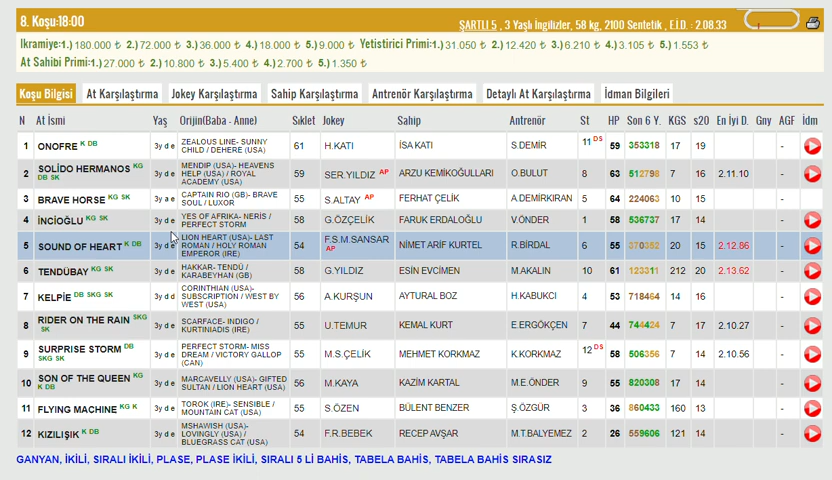 8. Koşu:18:00
ŞARTLI 5 , 3 Yaşlı İngilizler, 58 kg, 2100 Sentetik , E.İ.D. : 2.08.33
Ikramiye:1.) 180.000 ₺ 2.) 72.000 ₺ 3.) 36.000 ₺ 4.) 18.000 ₺ 5.) 9.000 ₺ Yetistirici Primi:1.) 31.050 ₺ 2.) 12.420 ₺ 3.) 6.210 ₺ 4.) 3.105 ₺ 5.) 1.553 ₺
At Sahibi Primi:1.) 27.000 ₺ 2.) 10.800 ₺ 3.) 5.400 ₺ 4.) 2.700 ₺ 5.) 1.350 ₺
Koşu Bilgisi At Karşılaştırma Jokey Karşılaştırma Sahip Karşılaştırma Antrenör Karşılaştırma Detaylı At Karşılaştırma İdman Bilgileri
N At İsmi Yaş Orijin(Baba - Anne) Sıklet Jokey Sahip Antrenör St HP Son 6 Y. KGS s20 En İyi D. Gny AGF İdm
1 ONOFRE K DB 3y d e ZEALOUS LINE- SUNNY CHILD / DEHERE (USA) 61 H.KATI İSA KATI S.DEMİR 11 DS 59 353318 17 19 -
2 SOLİDO HERMANOS KG DB SK 3y d e MENDIP (USA)- HEAVENS HELP (USA) / ROYAL ACADEMY (USA) 59 SER.YILDIZ AP ARZU KEMİKOĞULLARI O.BULUT 8 63 512798 7 16 2.11.10 -
3 BRAVE HORSE KG SK 3y a e CAPTAIN RIO (GB)- BRAVE SOUL / LUXOR 55 S.ALTAY AP FERHAT ÇELİK A.DEMİRKIRAN 5 64 224063 10 15 -
4 İNCİOĞLU KG SK 3y d e YES OF AFRIKA- NERİS / PERFECT STORM 58 G.ÖZÇELİK FARUK ERDALOĞLU V.ÖNDER 1 58 536737 17 14 -
5 SOUND OF HEART K DB 3y d e LION HEART (USA)- LAST ROMAN / HOLY ROMAN EMPEROR (IRE) 54 F.S.M.SANSAR AP NİMET ARİF KURTEL R.BİRDAL 6 55 370352 20 15 2.12.86 -
6 TENDÜBAY KG SK 3y d e HAKKAR- TENDÜ / KARABEYHAN (GB) 58 G.YILDIZ ESİN EVCİMEN M.AKALIN 10 61 123311 212 20 2.13.62 -
7 KELPİE DB SKG SK 3y d d CORINTHIAN (USA)- SUBSCRIPTION / WEST BY WEST (USA) 56 A.KURŞUN AYTURAL BOZ H.KABUKCI 4 53 718464 14 16 -
8 RIDER ON THE RAIN SKG SK 3y d e SCARFACE- INDIGO / KURTINIADIS (IRE) 55 U.TEMUR KEMAL KURT E.ERGÖKÇEN 7 44 744424 7 17 2.10.27 -
9 SURPRISE STORM DB SKG SK 3y d e PERFECT STORM- MISS DREAM / VICTORY GALLOP (CAN) 55 M.S.ÇELİK MEHMET KORKMAZ K.KORKMAZ 12 DS 58 506356 7 14 2.10.56 -
10 SON OF THE QUEEN KG K DB 3y d e MARCAVELLY (USA)- GIFTED SULTAN / LION HEART (USA) 56 M.KAYA KAZİM KARTAL M.E.ÖNDER 9 55 820308 17 14 -
11 FLYING MACHINE KG K 3y d e TOROK (IRE)- SENSIBLE / MOUNTAIN CAT (USA) 55 S.ÖZEN BÜLENT BENZER Ş.ÖZGÜR 3 36 860433 160 13 -
12 KIZILIŞIK K DB 3y d e MSHAWISH (USA)- LOVINGLY (USA) / BLUEGRASS CAT (USA) 54 F.R.BEBEK RECEP AVŞAR M.T.BALYEMEZ 2 26 559606 121 14 -
GANYAN, İKİLİ, SIRALI İKİLİ, PLASE, PLASE İKİLİ, SIRALI 5 Lİ BAHİS, TABELA BAHİS, TABELA BAHİS SIRASIZ